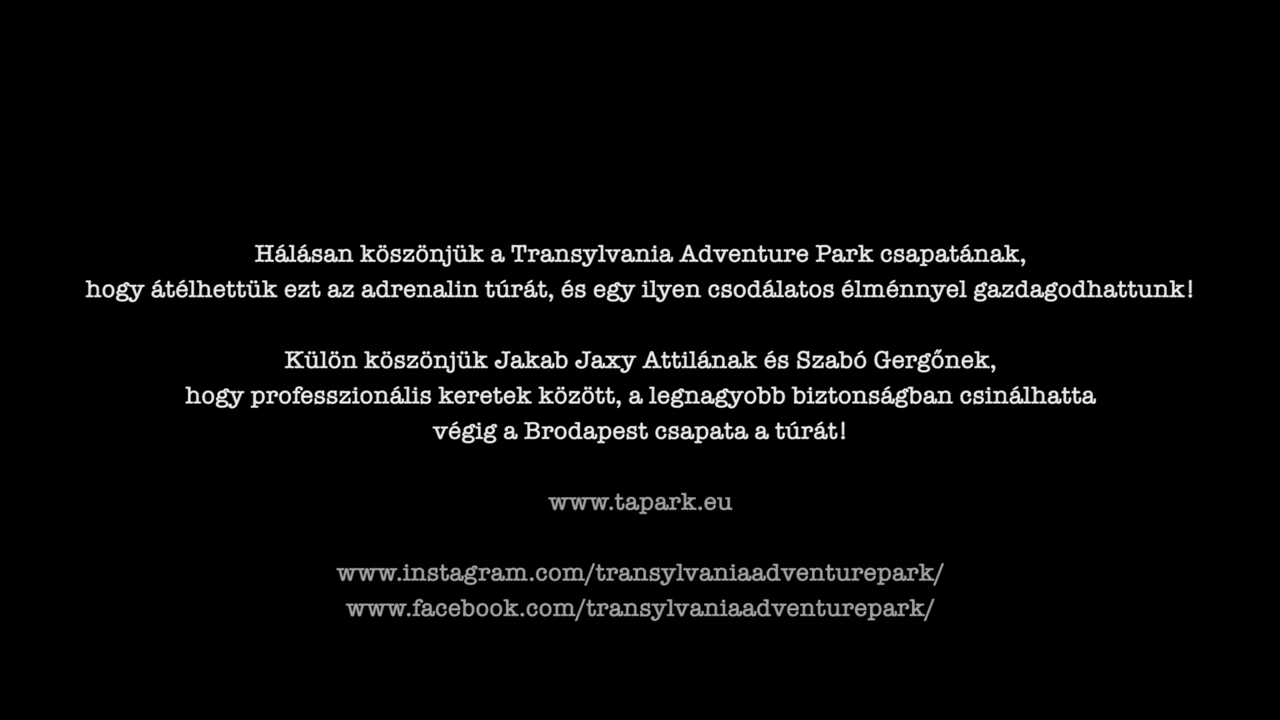 Hálásan köszönjük a Transylvania Adventure Park csapatának,
hogy átélhettük ezt az adrenalin túrát, és egy ilyen csodálatos élménnyel gazdagodhattunk!
Külön köszönjük Jakab Jaxy Attilának és Szabó Gergőnek,
hogy professzionális keretek között, a legnagyobb biztonságban csinálhatta
végig a Brodapest csapata a túrát!
www.tapark.eu
www.instagram.com/transylvaniaadventurepark/
www.facebook.com/transylvaniaadventurepark/